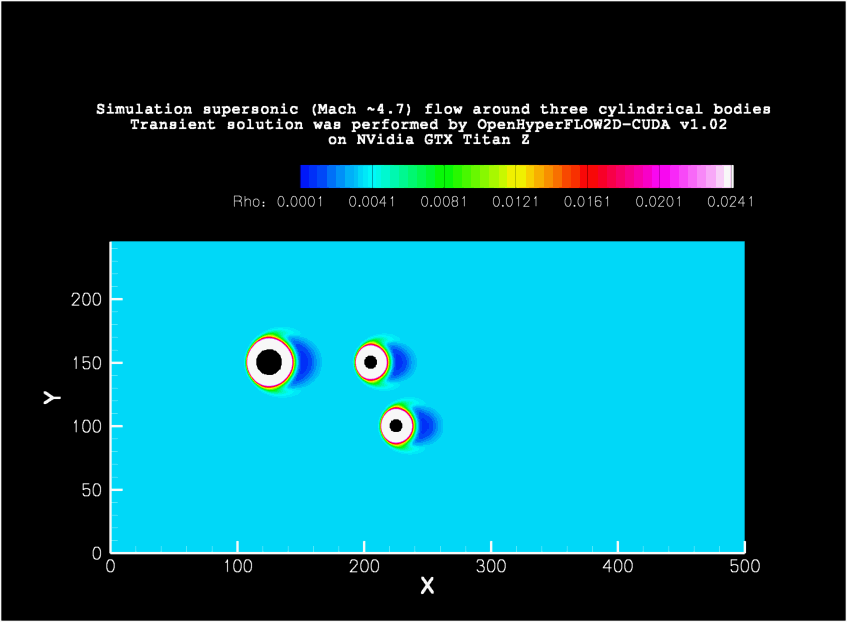 Simulation supersonic (Mach ~4.7) flow around three cylindrical bodies
Transient solution was performed by OpenHyperFLOW2D-CUDA v1.02
on NVidia GTX Titan Z
Rho: 0.0001 0.0041 0.0081 0.0121 0.0161 0.0201 0.0241
200
150
Y
100
50
0
0 100 200 300 400 500
X